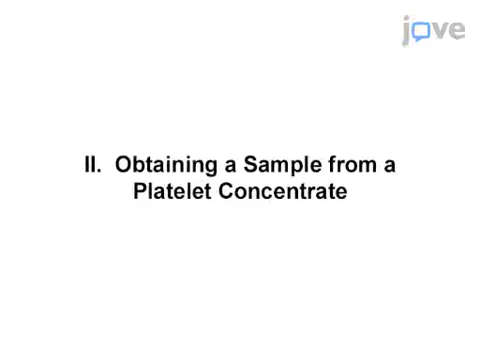 jove
II. Obtaining a Sample from a
Platelet Concentrate